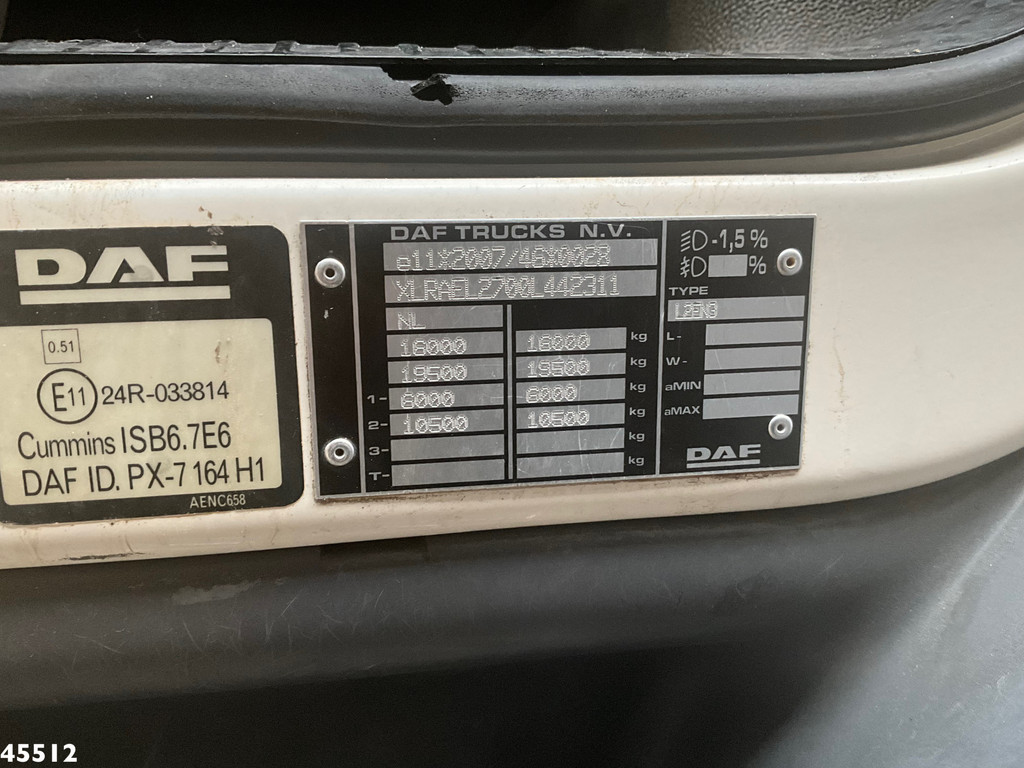 DAF
0.51
E11 24R-033814
Cummins ISB6.7E6
DAF ID. PX-7 164 H1
AENC658
DAF TRUCKS N.V.
e11*2007/46X0028
XLRAEL2700L442311
NL
16000 16000 kg
19500 19500 kg
1- 6000 6000 kg
2- 10500 10500 kg
3- kg
T- kg
-1,5%
%
TYPE
L-
W-
aMIN
aMAX
DAF
45512